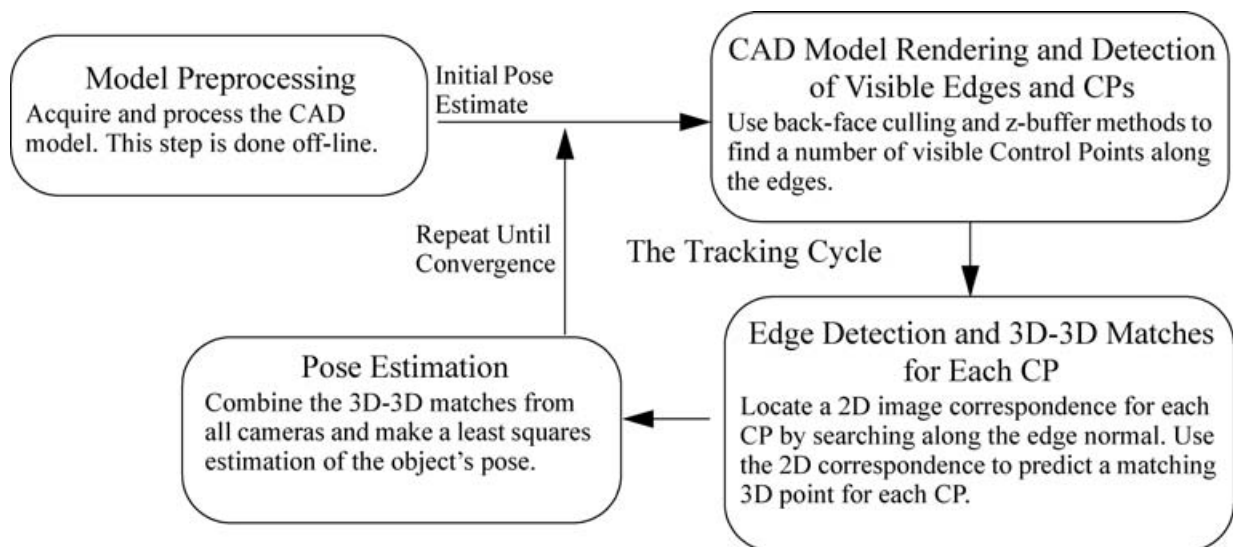 Model Preprocessing
Acquire and process the CAD
model. This step is done off-line.
Initial Pose
Estimate
CAD Model Rendering and Detection
of Visible Edges and CPs
Use back-face culling and z-buffer methods to
find a number of visible Control Points along
the edges.
Repeat Until
Convergence
The Tracking Cycle
Edge Detection and 3D-3D Matches
for Each CP
Locate a 2D image correspondence for each
CP by searching along the edge normal. Use
the 2D correspondence to predict a matching
3D point for each CP.
Pose Estimation
Combine the 3D-3D matches from
all cameras and make a least squares
estimation of the object's pose.